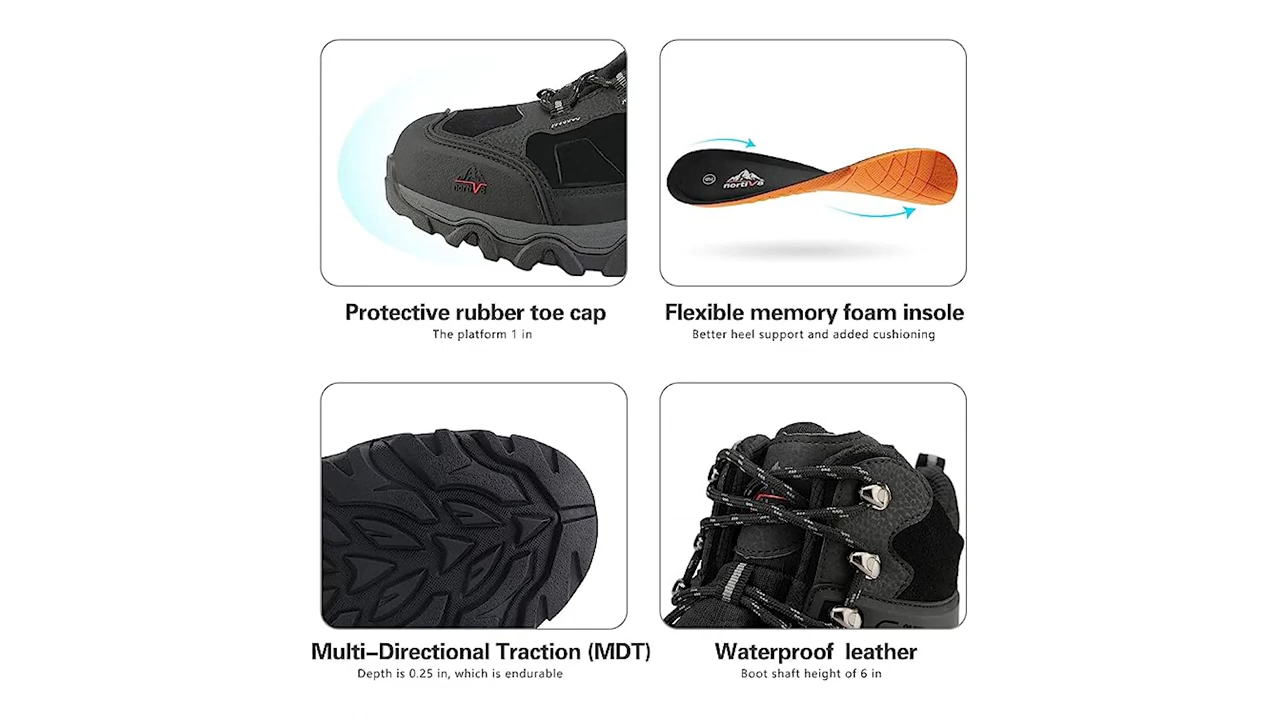 nortiv8
nortiv8
Protective rubber toe cap
The platform 1 in
Flexible memory foam insole
Better heel support and added cushioning
Multi-Directional Traction (MDT)
Depth is 0.25 in, which is endurable
Waterproof leather
Boot shaft height of 6 in